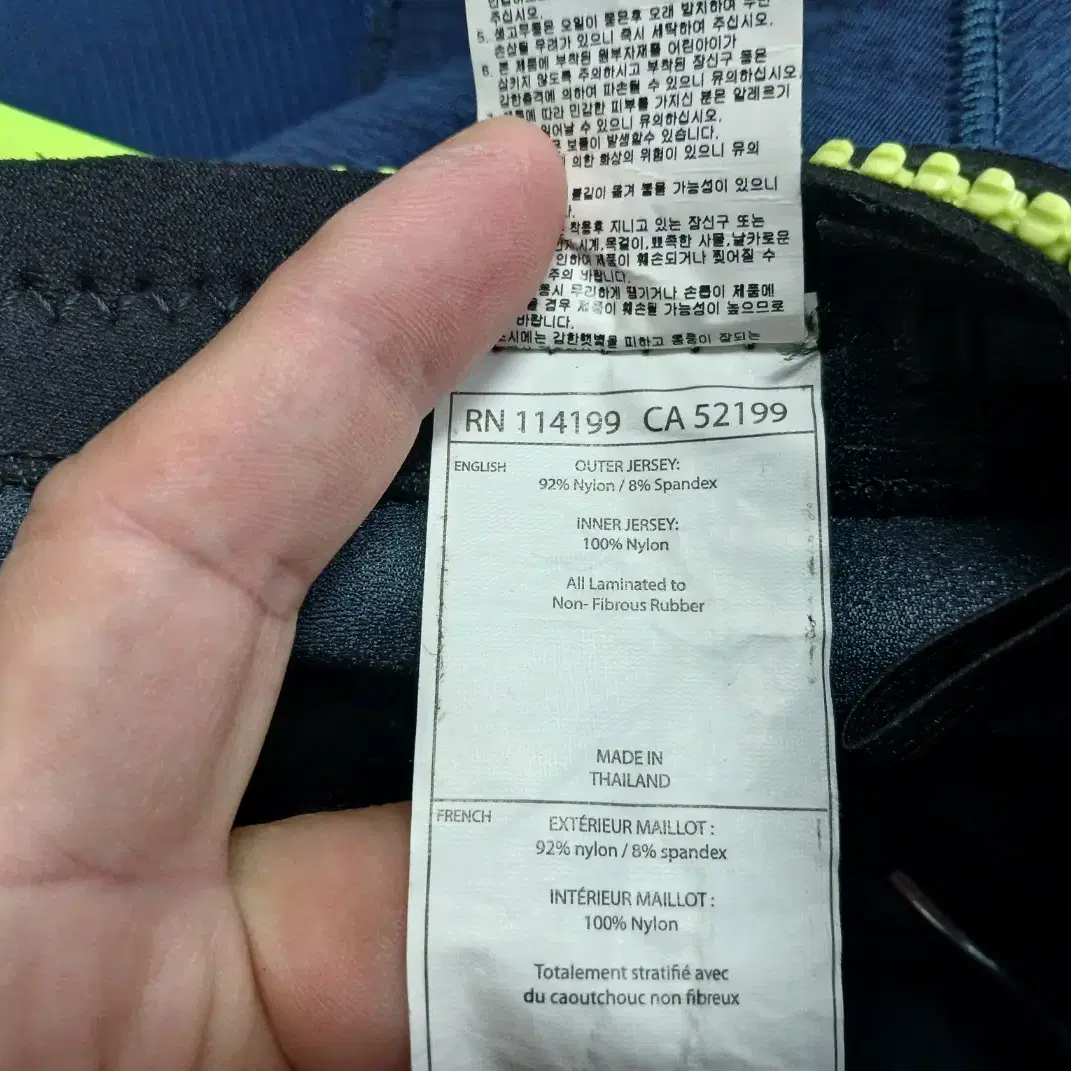 주십시오.
5. 생고무풀은 오일이 통은후 오래 방치하여 두면
손상될 우려가 있으니 즉시 세탁하여 주십시오.
6. 본 제품에 부착된 원부자재를 어린아이가
삼키지 않도록 주의하시고 부착된 장신구 등은
강한충격에 의하여 파손될 수 있으니 유의하십시오.
따라 민감한 피부를 가지신 분은 알레르기
일어날 수 있으니 유의하십시오.
보풀이 발생할수 있습니다.
의한 화상의 위험이 있으니 유의
불길이 옮겨 붙을 가능성이 있으니
착용후 지니고 있는 장신구 또는
시계,목걸이,뾰족한 사물,날카로운
인하여 제품이 훼손되거나 찢어질 수
주의 바랍니다.
무리하게 당기거나 손톱이 제품에
경우 제품이 훼손될 가능성이 높으므로
바랍니다.
강한햇볕을 피하고 통풍이 잘되는
RN 114199 CA 52199
ENGLISH
OUTER JERSEY:
92% Nylon / 8% Spandex
INNER JERSEY:
100% Nylon
All Laminated to
Non- Fibrous Rubber
MADE IN
THAILAND
FRENCH
EXTÉRIEUR MAILLOT :
92% nylon / 8% spandex
INTÉRIEUR MAILLOT :
100% Nylon
Totalement stratifié avec
du caoutchouc non fibreux